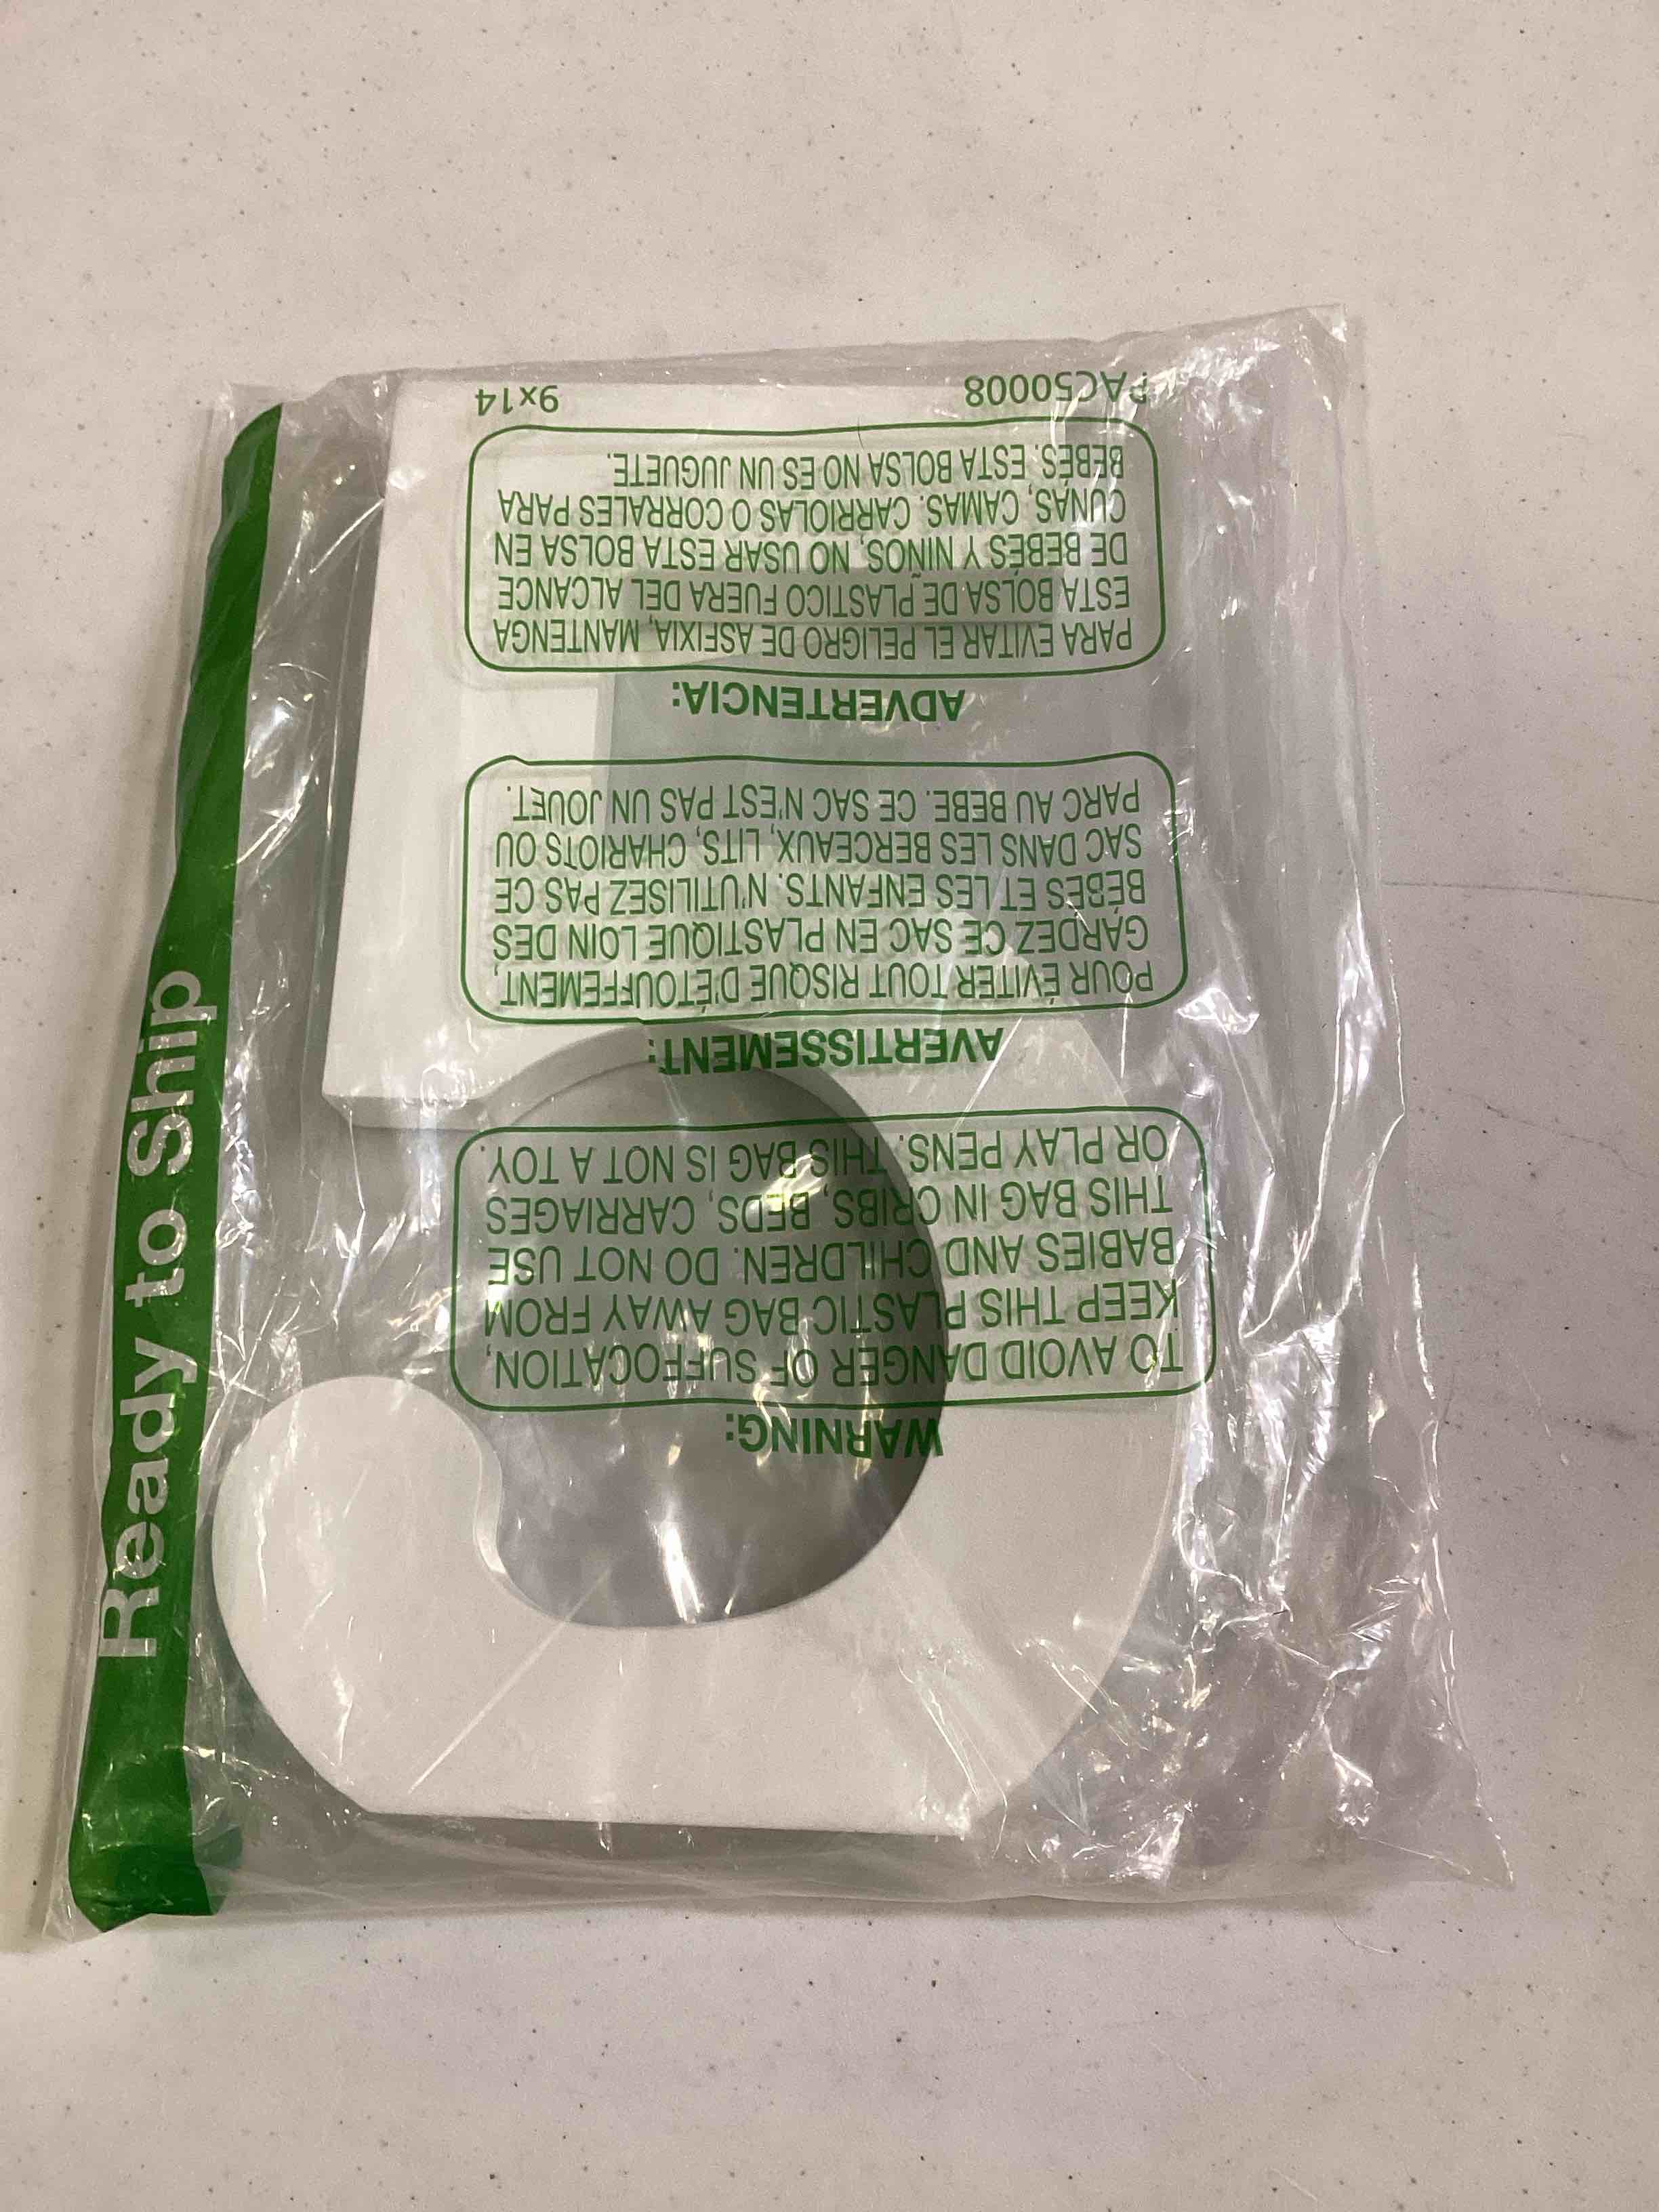 Ready to Ship
WARNING:
TO AVOID DANGER OF SUFFOCATION,
KEEP THIS PLASTIC BAG AWAY FROM
BABIES AND CHILDREN. DO NOT USE
THIS BAG IN CRIBS, BEDS, CARRIAGES
OR PLAY PENS. THIS BAG IS NOT A TOY.
AVERTISSEMENT:
POUR ÉVITER TOUT RISQUE D'ÉTOUFFEMENT,
GARDEZ CE SAC EN PLASTIQUE LOIN DES
BÉBÉS ET LES ENFANTS. N'UTILISEZ PAS CE
SAC DANS LES BERCEAUX, LITS, CHARIOTS OU
PARC AU BEBE. CE SAC N'EST PAS UN JOUET.
ADVERTENCIA:
PARA EVITAR EL PELIGRO DE ASFIXIA, MANTENGA
ESTA BOLSA DE PLASTICO FUERA DEL ALCANCE
DE BEBÉS Y NIÑOS, NO USAR ESTA BOLSA EN
CUNAS, CAMAS. CARRIOLAS O CORRALES PARA
BEBÉS. ESTA BOLSA NO ES UN JUGUETE.
PAC50008 9x14
5